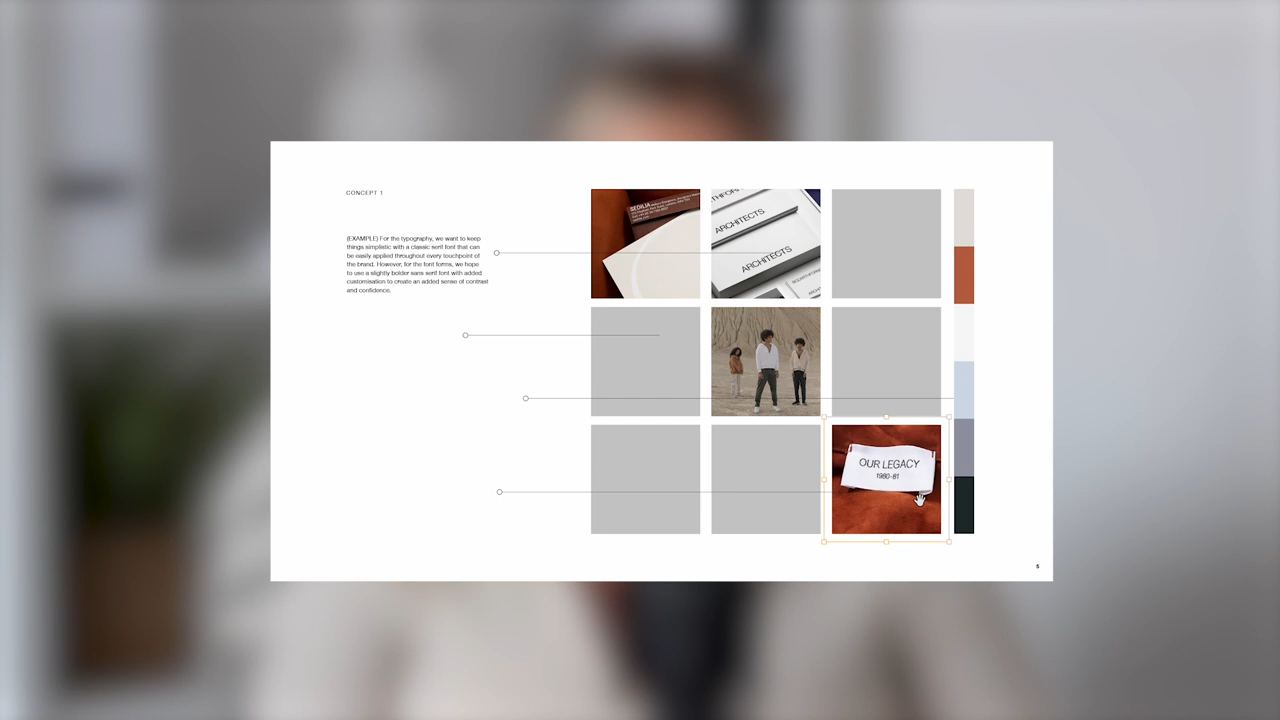 CONCEPT 1
(EXAMPLE) For the typography, we want to keep
things simplistic with a classic serif font that can
be easily applied throughout every touchpoint of
the brand. However, for the font forms, we hope
to use a slightly bolder sans serif font with added
customisation to create an added sense of contrast
and confidence.
SEDILIA
ARCHITECTS
ARCHITECTS
OUR LEGACY
1980-81
5